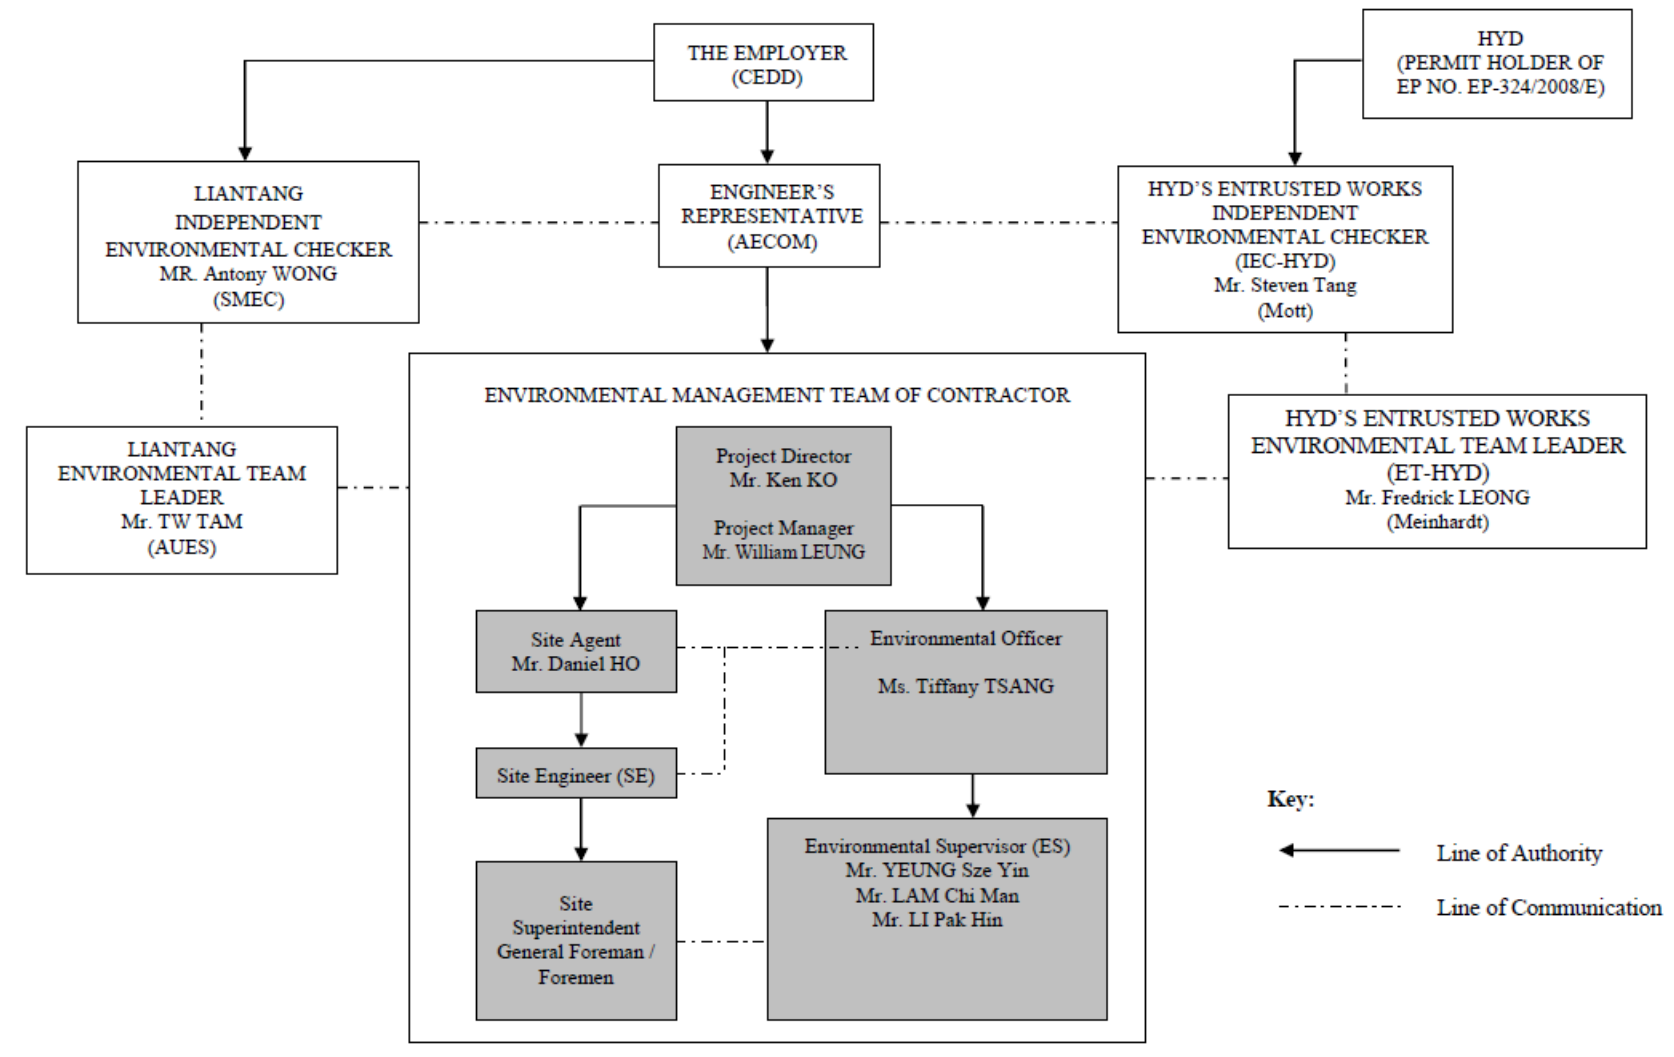 THE EMPLOYER
(CEDD)
HYD
(PERMIT HOLDER OF
EP NO. EP-324/2008/E)
LIANTANG
INDEPENDENT
ENVIRONMENTAL CHECKER
MR. Antony WONG
(SMEC)
ENGINEER'S
REPRESENTATIVE
(AECOM)
HYD'S ENTRUSTED WORKS
INDEPENDENT
ENVIRONMENTAL CHECKER
(IEC-HYD)
Mr. Steven Tang
(Mott)
LIANTANG
ENVIRONMENTAL TEAM
LEADER
Mr. TW TAM
(AUES)
ENVIRONMENTAL MANAGEMENT TEAM OF CONTRACTOR
HYD'S ENTRUSTED WORKS
ENVIRONMENTAL TEAM LEADER
(ET-HYD)
Mr. Fredrick LEONG
(Meinhardt)
Project Director
Mr. Ken KO
Project Manager
Mr. William LEUNG
Site Agent
Mr. Daniel HO
Environmental Officer
Ms. Tiffany TSANG
Site Engineer (SE)
Environmental Supervisor (ES)
Mr. YEUNG Sze Yin
Mr. LAM Chi Man
Mr. LI Pak Hin
Site
Superintendent
General Foreman /
Foremen
Key:
Line of Authority
Line of Communication